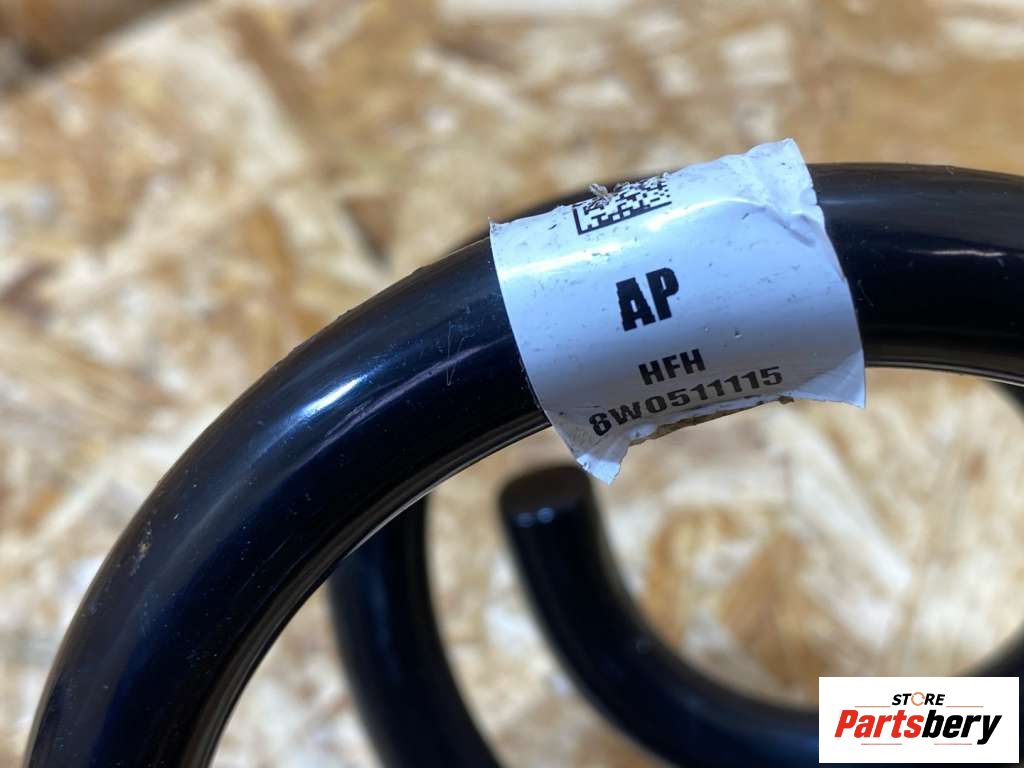 AP
HFH
8W0511115
STORE
Partsbery